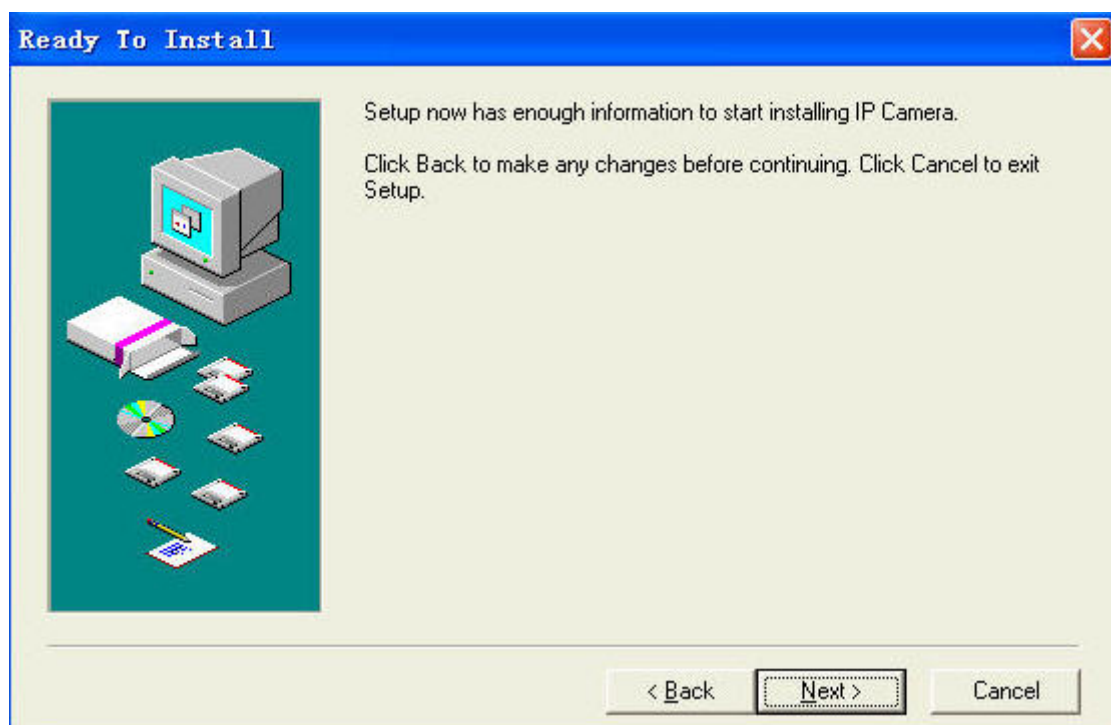 Ready To Install
Setup now has enough information to start installing IP Camera.
Click Back to make any changes before continuing. Click Cancel to exit
Setup.
< Back
Next >
Cancel